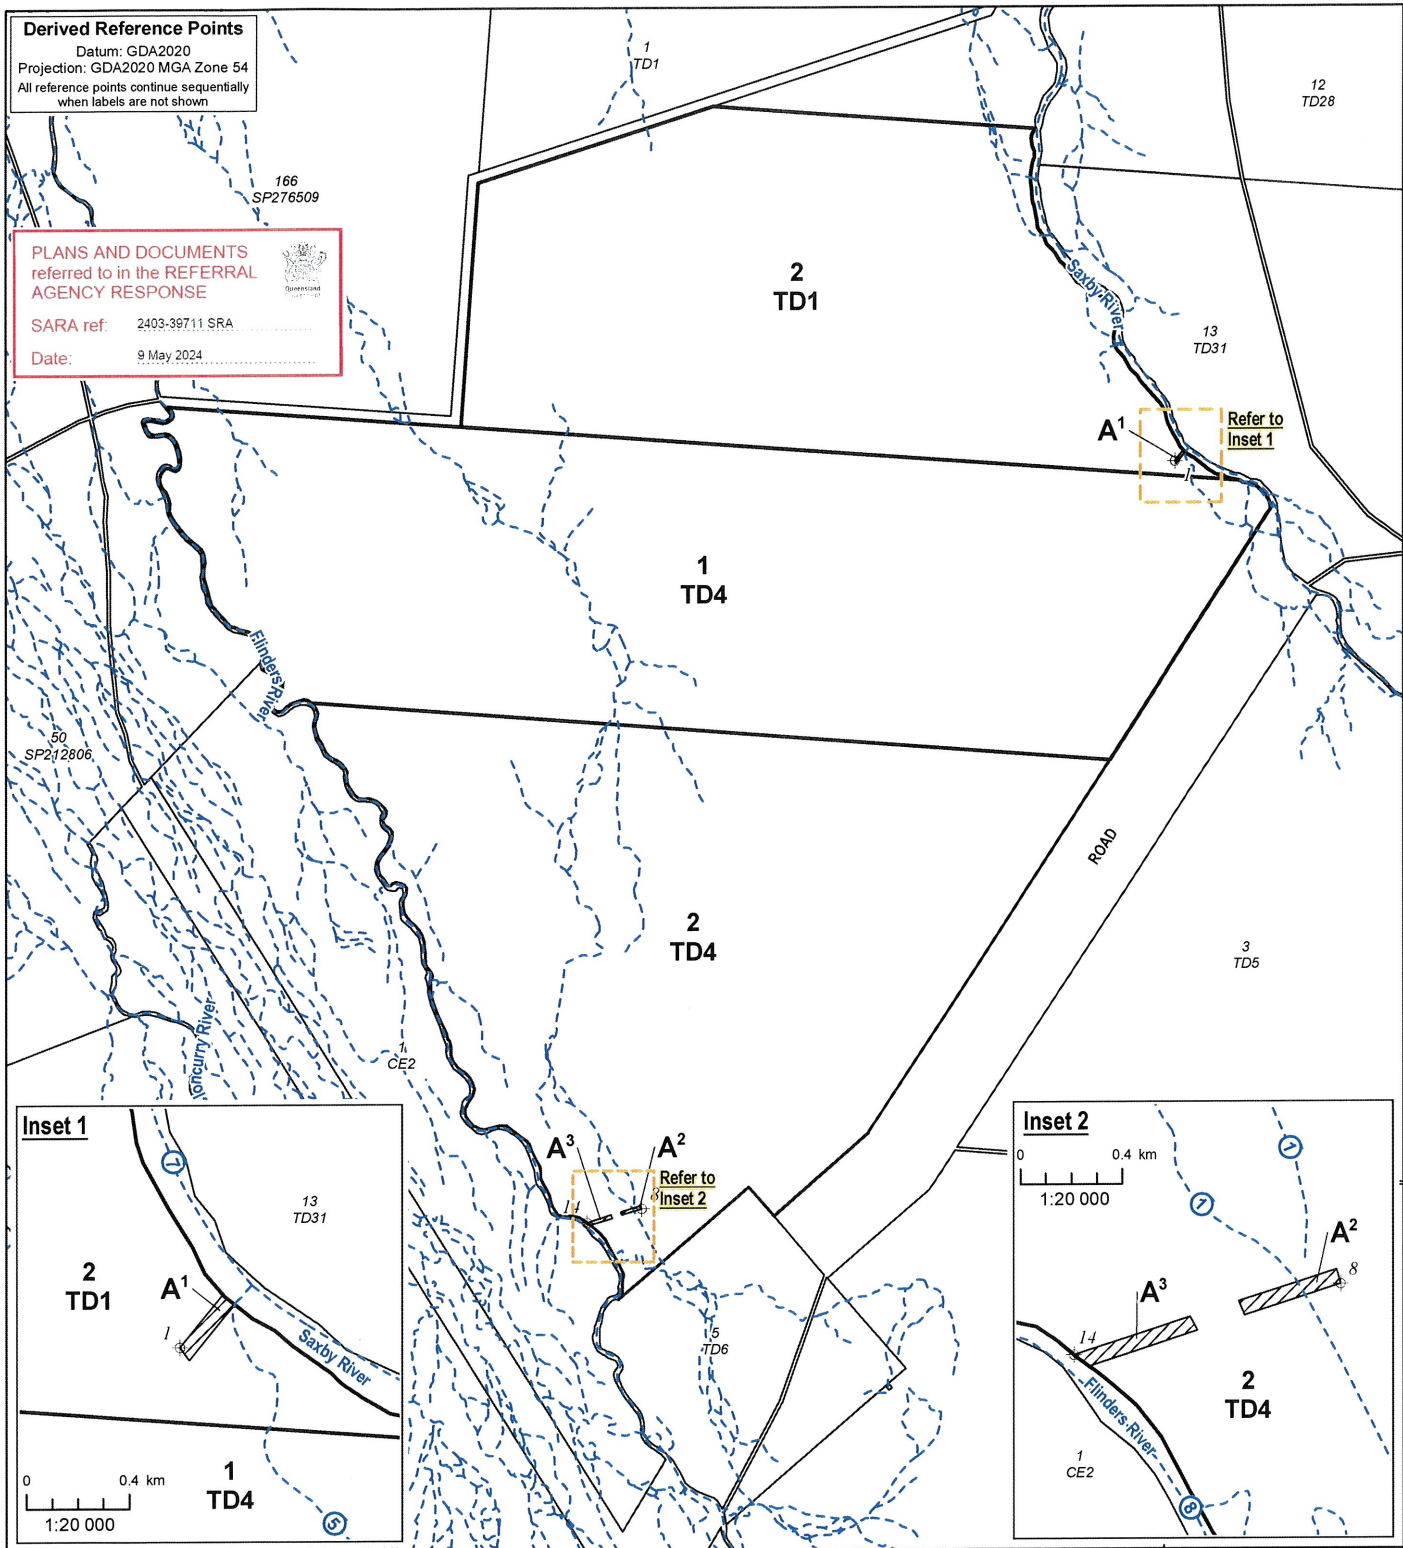 Derived Reference Points
Datum: GDA2020
Projection: GDA2020 MGA Zone 54
All reference points continue sequentially
when labels are not shown
1
TD1
12
TD28
166
SP276509
PLANS AND DOCUMENTS
referred to in the REFERRAL
AGENCY RESPONSE
Queensland
Government
SARA ref: 2403-39711 SRA
Date: 9 May 2024
2
TD1
Saxby River
13
TD31
A1
Refer to
Inset 1
1
1
TD4
Flinders River
50
SP212806
ROAD
2
TD4
3
TD5
1
CE2
A3
A2
Refer to
Inset 2
14
8
5
TD6
Inset 1
7
13
TD31
2
TD1
A1
1
Saxby River
0 0.4 km
1:20 000
1
TD4
5
Inset 2
0 0.4 km
1:20 000
1
1
A2
8
A3
14
2
TD4
Flinders River
1
CE2
8